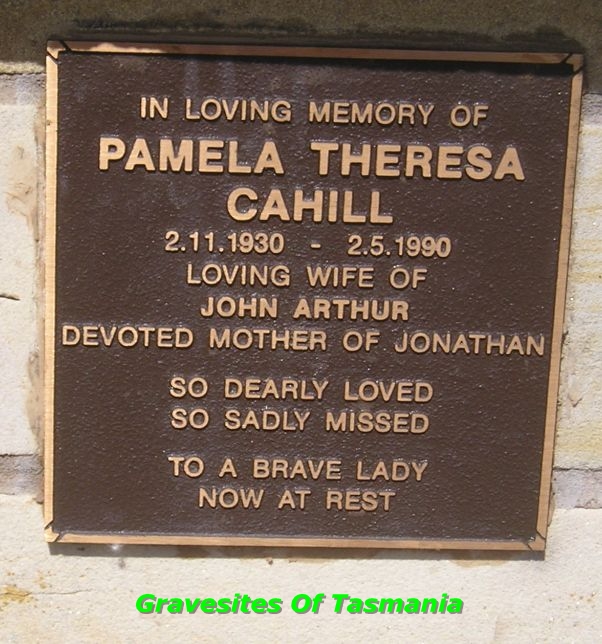 IN LOVING MEMORY OF
PAMELA THERESA
CAHILL
2.11.1930 - 2.5.1990
LOVING WIFE OF
JOHN ARTHUR
DEVOTED MOTHER OF JONATHAN
SO DEARLY LOVED
SO SADLY MISSED
TO A BRAVE LADY
NOW AT REST
Gravesites Of Tasmania